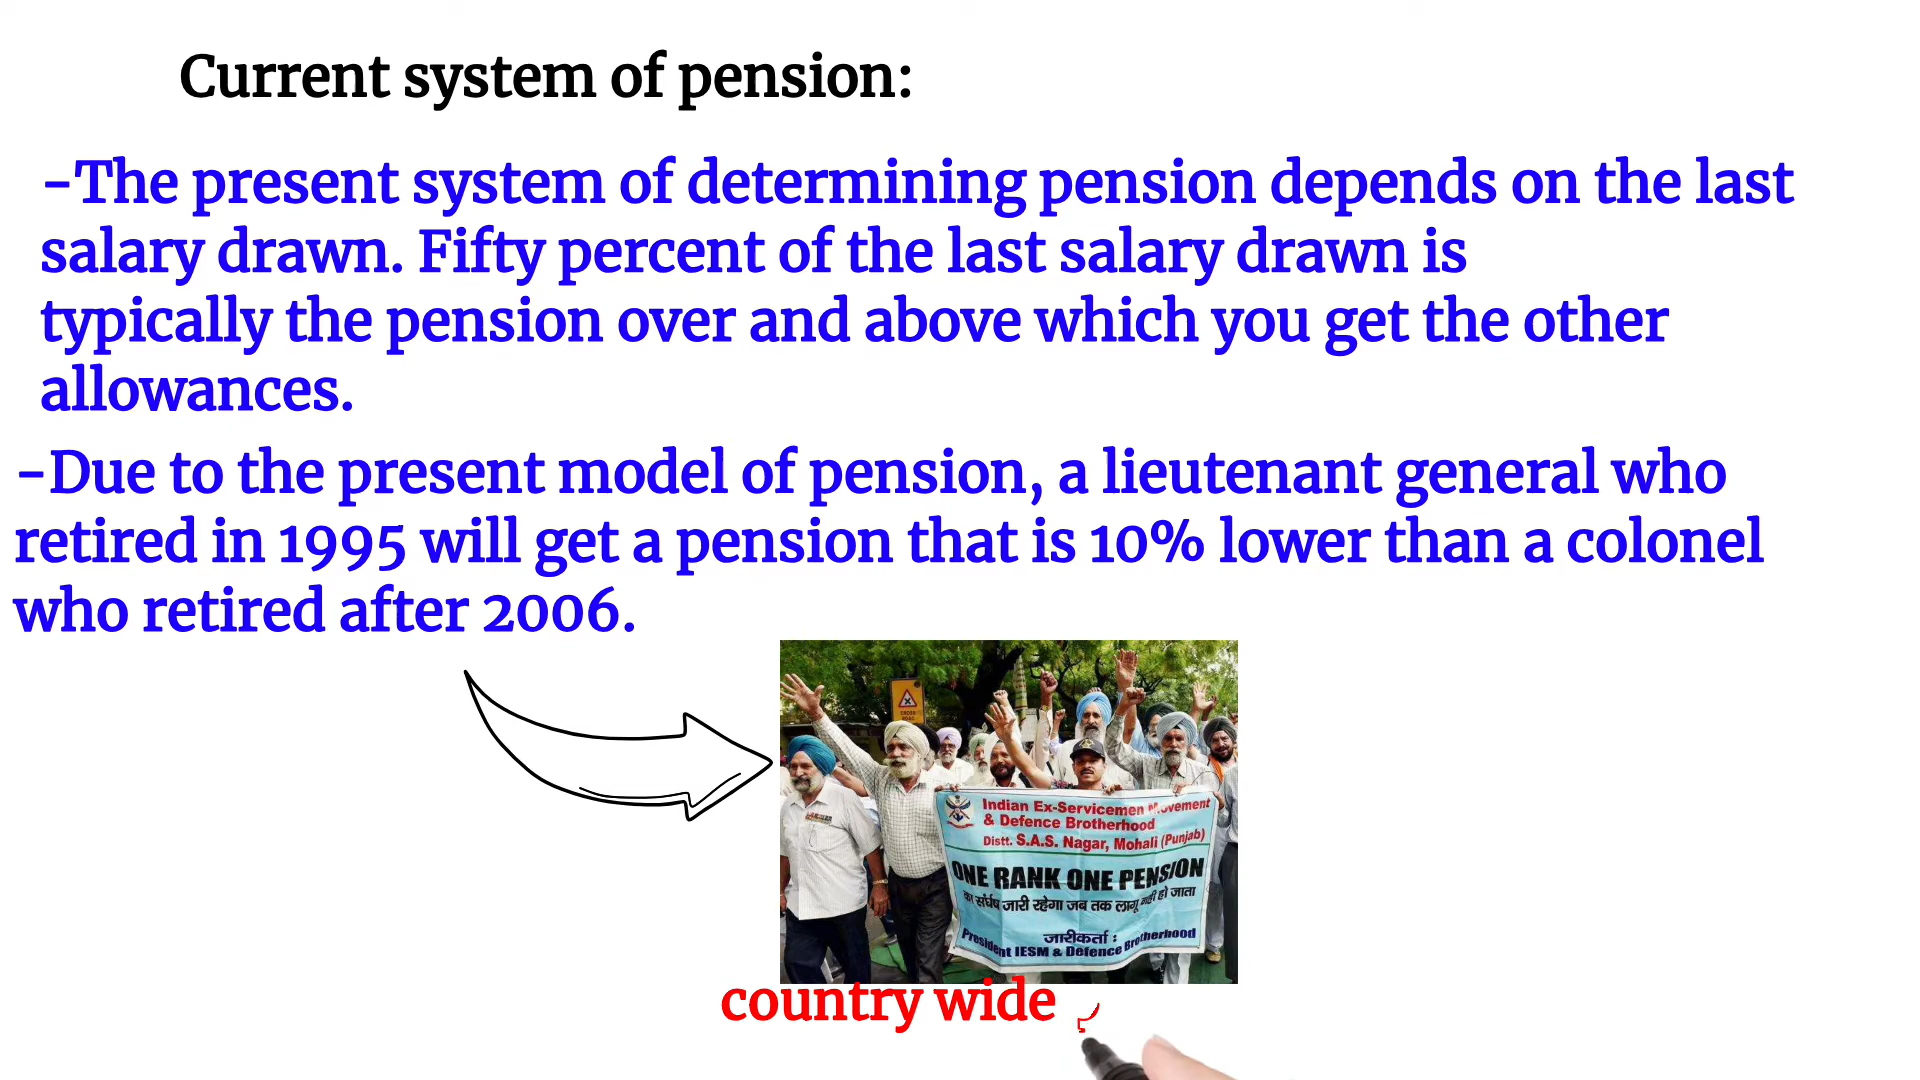 Current system of pension:
-The present system of determining pension depends on the last
salary drawn. Fifty percent of the last salary drawn is
typically the pension over and above which you get the other
allowances.
-Due to the present model of pension, a lieutenant general who
retired in 1995 will get a pension that is 10% lower than a colonel
who retired after 2006.
Indian Ex-Servicemen Movement
& Defence Brotherhood
Distt. S.A.S. Nagar, Mohali (Punjab)
ONE RANK ONE PENSION
का संर्घष जारी रहेगा जब तक लागू नहीं हो जाता
जारीकर्ता :
President IESM & Defence Brotherhood
country wide